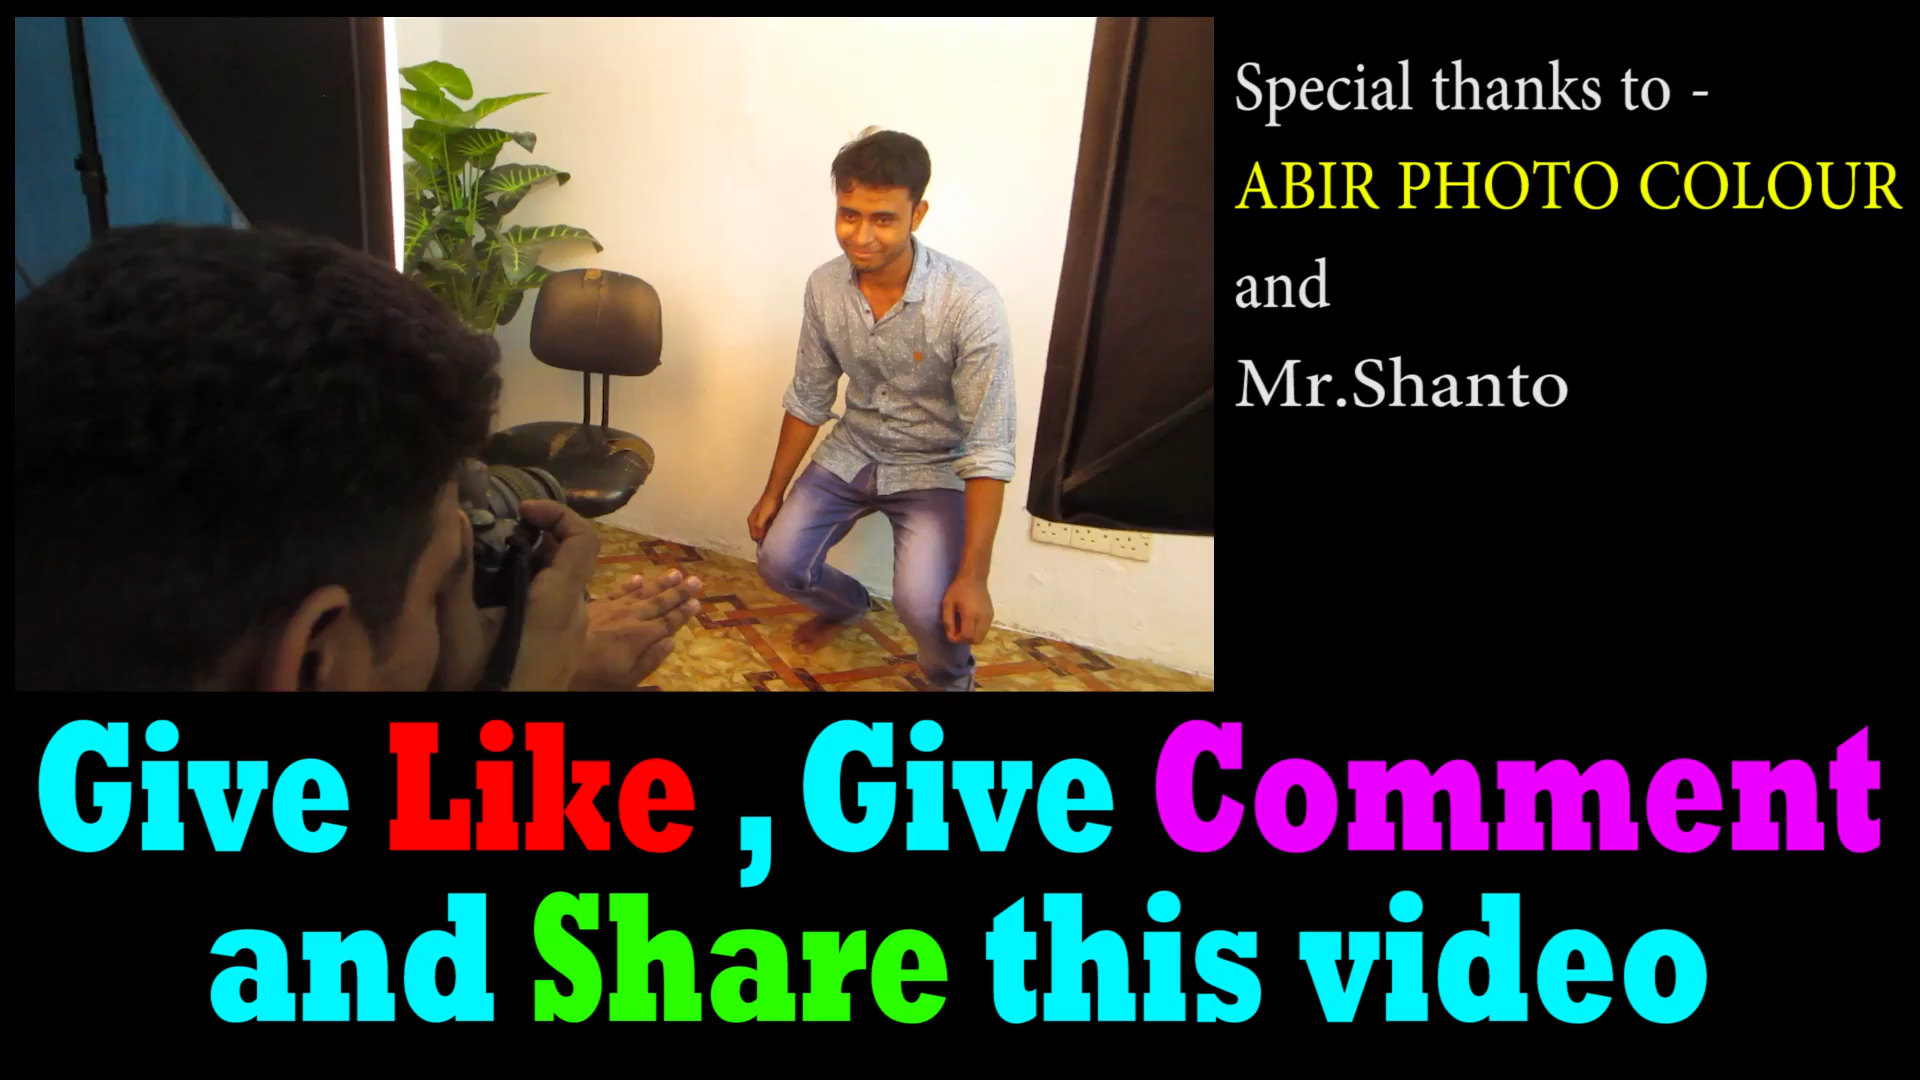 Special thanks to -
ABIR PHOTO COLOUR
and
Mr.Shanto
Give Like , Give Comment
and Share this video